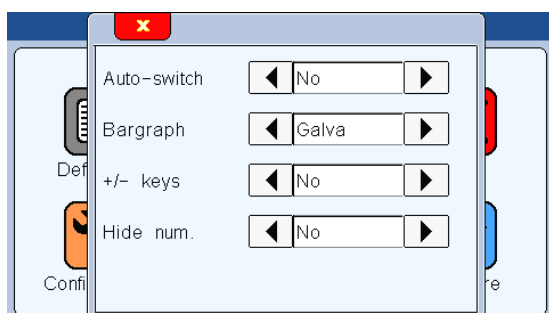 x
Auto-switch No
Bargraph Galva
+/- keys No
Hide num. No
Def
Confi
re